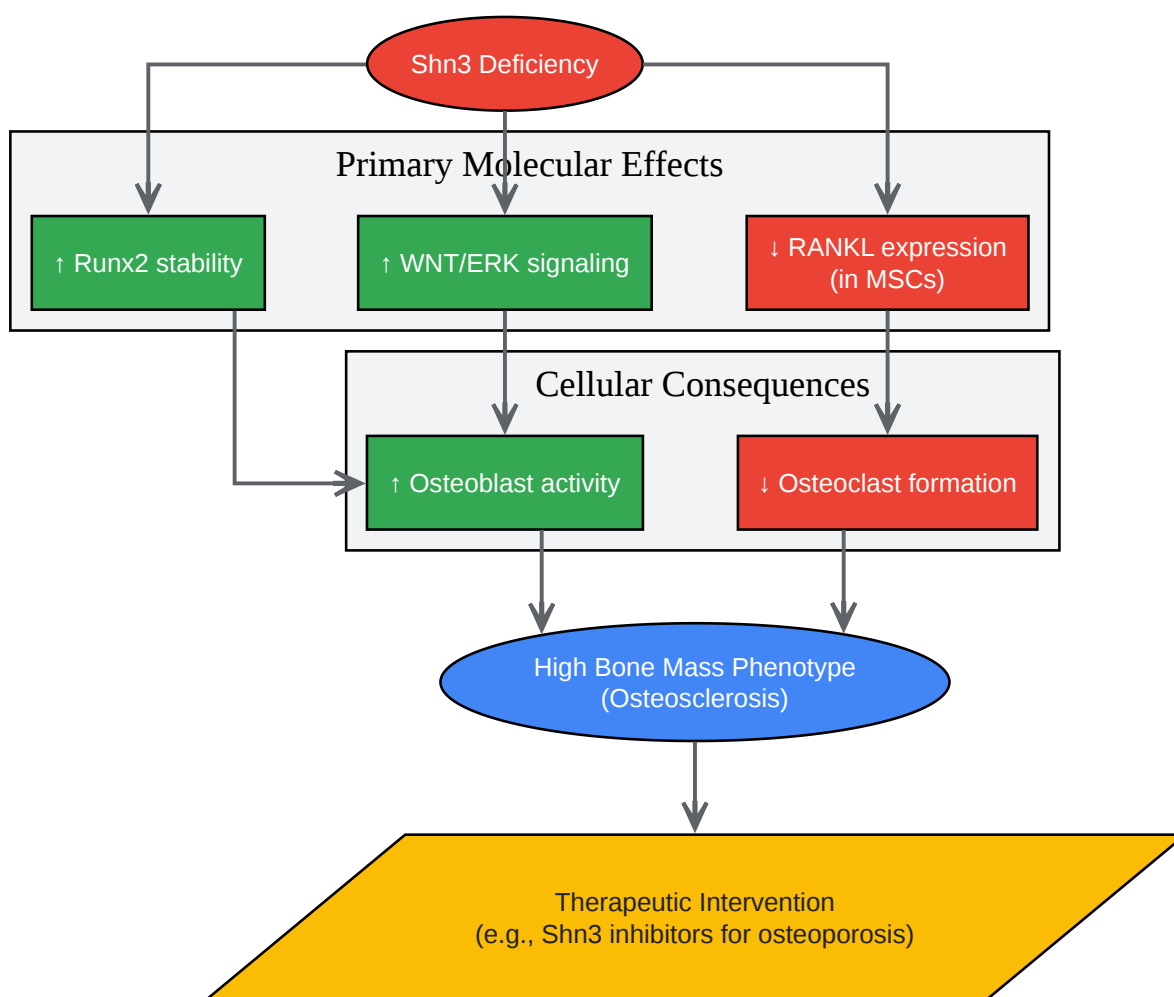 Shn3 Deficiency
Primary Molecular Effects
↑ Runx2 stability
↑ WNT/ERK signaling
↓ RANKL expression
(in MSCs)
Cellular Consequences
↑ Osteoblast activity
↓ Osteoclast formation
High Bone Mass Phenotype
(Osteosclerosis)
Therapeutic Intervention
(e.g., Shn3 inhibitors for osteoporosis)